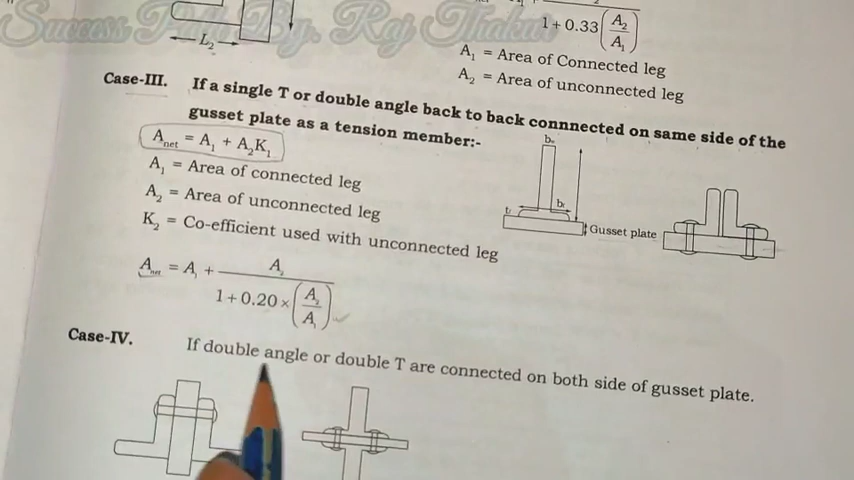 Success Path By. Raj Thakur
L₂
1 + 0.33 (A₂/A₁)
A₁ = Area of Connected leg
A₂ = Area of unconnected leg
Case-III. If a single T or double angle back to back connnected on same side of the
gusset plate as a tension member:-
Aₙₑₜ = A₁ + A₂K₁
A₁ = Area of connected leg
A₂ = Area of unconnected leg
K₂ = Co-efficient used with unconnected leg
Gusset plate
Aₙₑₜ = A₁ + A₂/(1 + 0.20 × (A₂/A₁))
Case-IV. If double angle or double T are connected on both side of gusset plate.